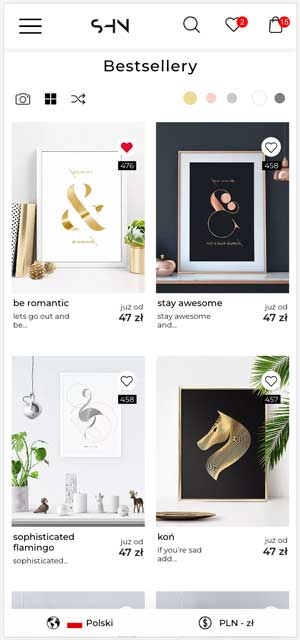 SHN
2
15
Bestsellery
476
458
be romantic
lets go out and
be...
już od
47 zł
stay awesome
stay awesome
and...
już od
47 zł
458
457
sophisticated
flamingo
sophisticated...
już od
47 zł
koń
if you're sad
add...
już od
47 zł
Polski
PLN - zł